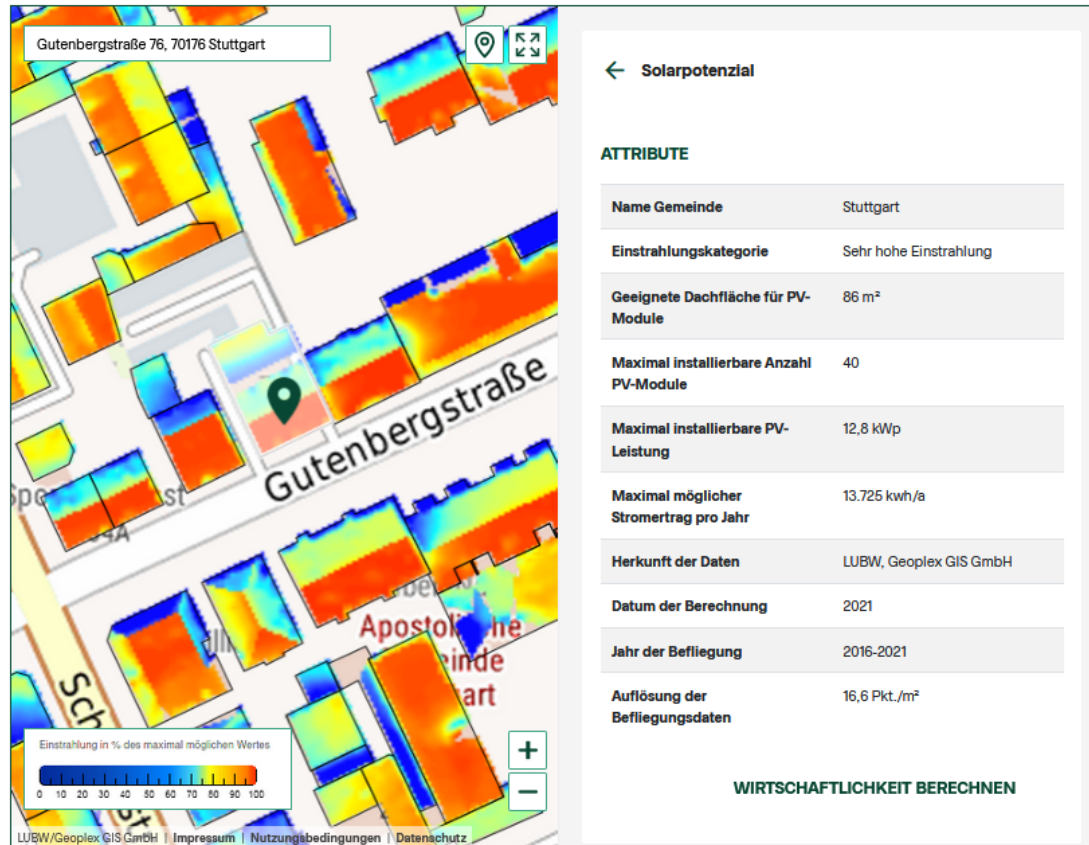 Gutenbergstraße 76, 70176 Stuttgart
Gutenbergstraße
Einstrahlung in % des maximal möglichen Wertes
0 10 20 30 40 50 60 70 80 90 100
+
−
LUBW/Geoplex GIS GmbH | Impressum | Nutzungsbedingungen | Datenschutz
Solarpotenzial
ATTRIBUTE
Name Gemeinde Stuttgart
Einstrahlungskategorie Sehr hohe Einstrahlung
Geeignete Dachfläche für PV-
Module 86 m²
Maximal installierbare Anzahl
PV-Module 40
Maximal installierbare PV-
Leistung 12,8 kWp
Maximal möglicher
Stromertrag pro Jahr 13.725 kwh/a
Herkunft der Daten LUBW, Geoplex GIS GmbH
Datum der Berechnung 2021
Jahr der Befliegung 2016-2021
Auflösung der
Befliegungsdaten 16,6 Pkt./m²
WIRTSCHAFTLICHKEIT BERECHNEN